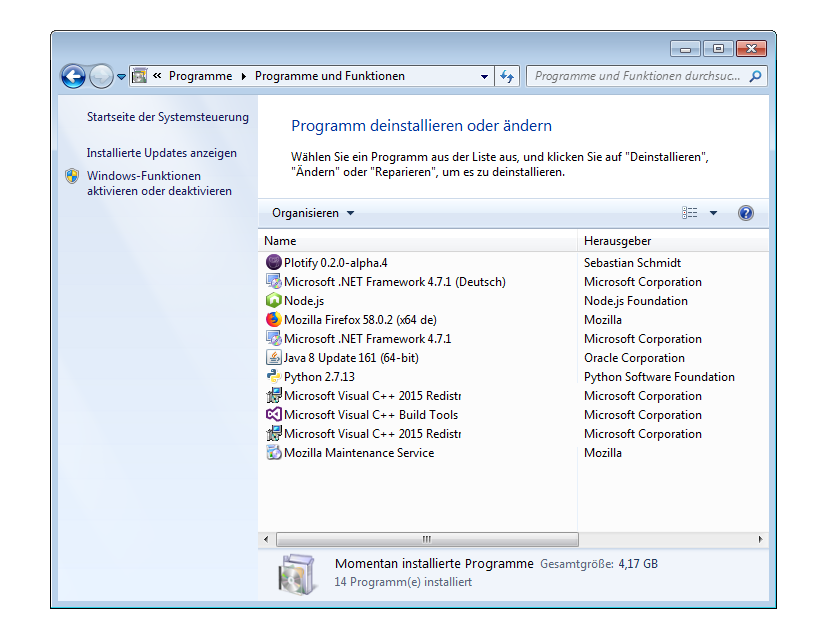 « Programme ▸ Programme und Funktionen
Programme und Funktionen durchsuc...
Startseite der Systemsteuerung
Installierte Updates anzeigen
Windows-Funktionen
aktivieren oder deaktivieren
Programm deinstallieren oder ändern
Wählen Sie ein Programm aus der Liste aus, und klicken Sie auf "Deinstallieren",
"Ändern" oder "Reparieren", um es zu deinstallieren.
Organisieren
Name Herausgeber
Plotify 0.2.0-alpha.4 Sebastian Schmidt
Microsoft .NET Framework 4.7.1 (Deutsch) Microsoft Corporation
Node.js Node.js Foundation
Mozilla Firefox 58.0.2 (x64 de) Mozilla
Microsoft .NET Framework 4.7.1 Microsoft Corporation
Java 8 Update 161 (64-bit) Oracle Corporation
Python 2.7.13 Python Software Foundation
Microsoft Visual C++ 2015 Redistr Microsoft Corporation
Microsoft Visual C++ Build Tools Microsoft Corporation
Microsoft Visual C++ 2015 Redistr Microsoft Corporation
Mozilla Maintenance Service Mozilla
Momentan installierte Programme Gesamtgröße: 4,17 GB
14 Programm(e) installiert